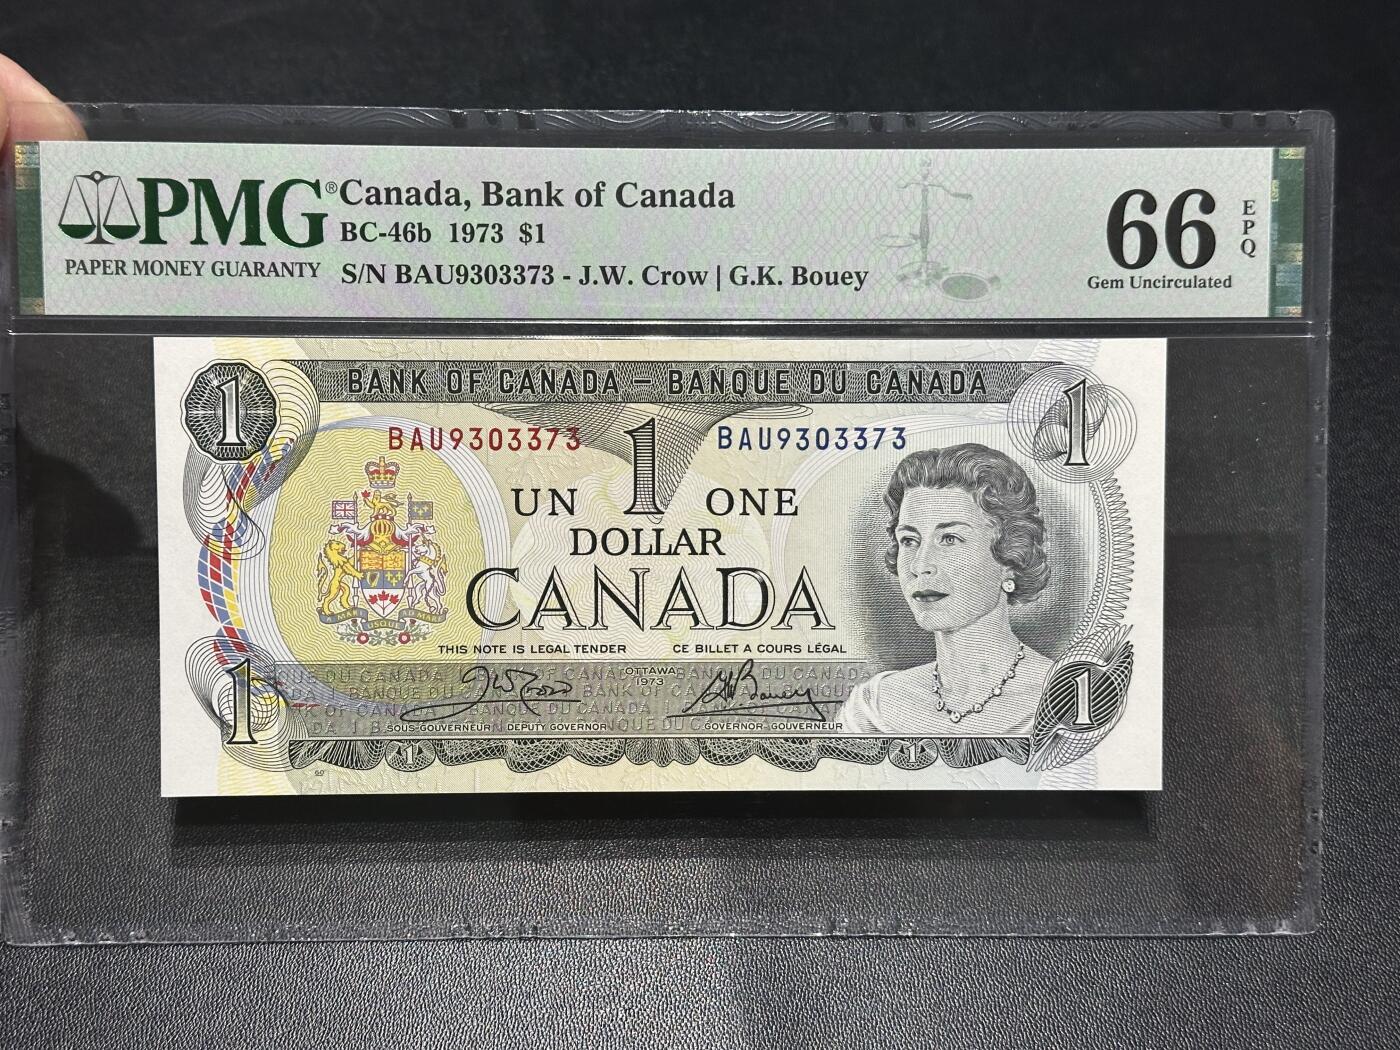 PMG®
PAPER MONEY GUARANTY
Canada, Bank of Canada
BC-46b 1973 $1
S/N BAU9303373 - J.W. Crow | G.K. Bouey
66
EPQ
Gem Uncirculated
1 BANK OF CANADA – BANQUE DU CANADA 1
BAU9303373 BAU9303373
UN 1 ONE
DOLLAR
CANADA
THIS NOTE IS LEGAL TENDER CE BILLET A COURS LÉGAL
OTTAWA
1973
SOUS-GOUVERNEUR DEPUTY GOVERNOR GOVERNOR-GOUVERNEUR
1 1
1 1